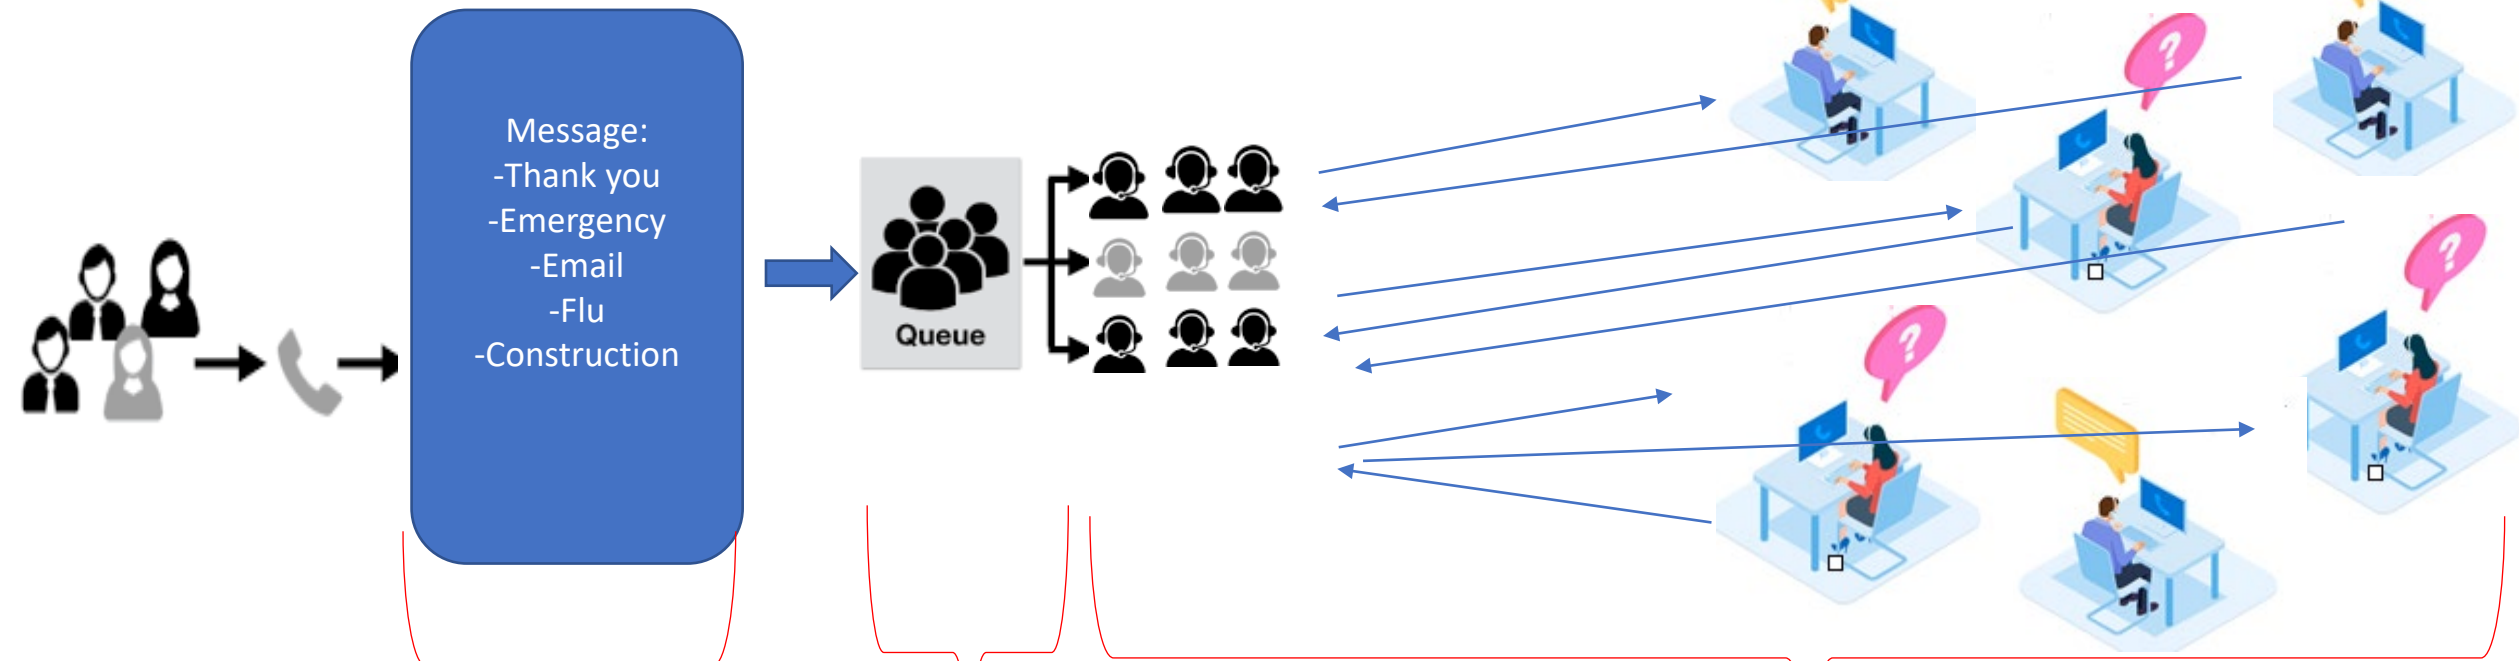 Message:
-Thank you
-Emergency
-Email
-Flu
-Construction
Queue
?
?
?